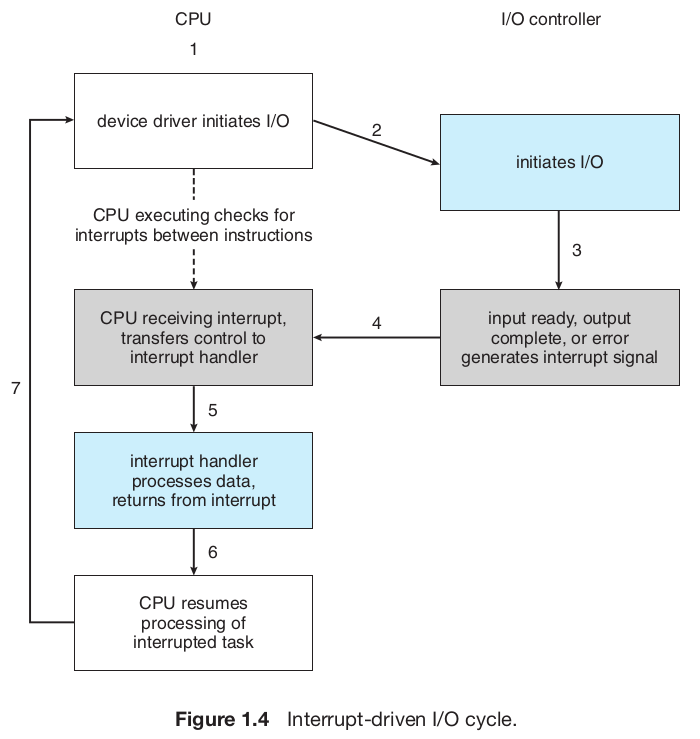 CPU
I/O controller
1
device driver initiates I/O
2
initiates I/O
CPU executing checks for
interrupts between instructions
3
CPU receiving interrupt,
transfers control to
interrupt handler
4
input ready, output
complete, or error
generates interrupt signal
7
5
interrupt handler
processes data,
returns from interrupt
6
CPU resumes
processing of
interrupted task
Figure 1.4 Interrupt-driven I/O cycle.